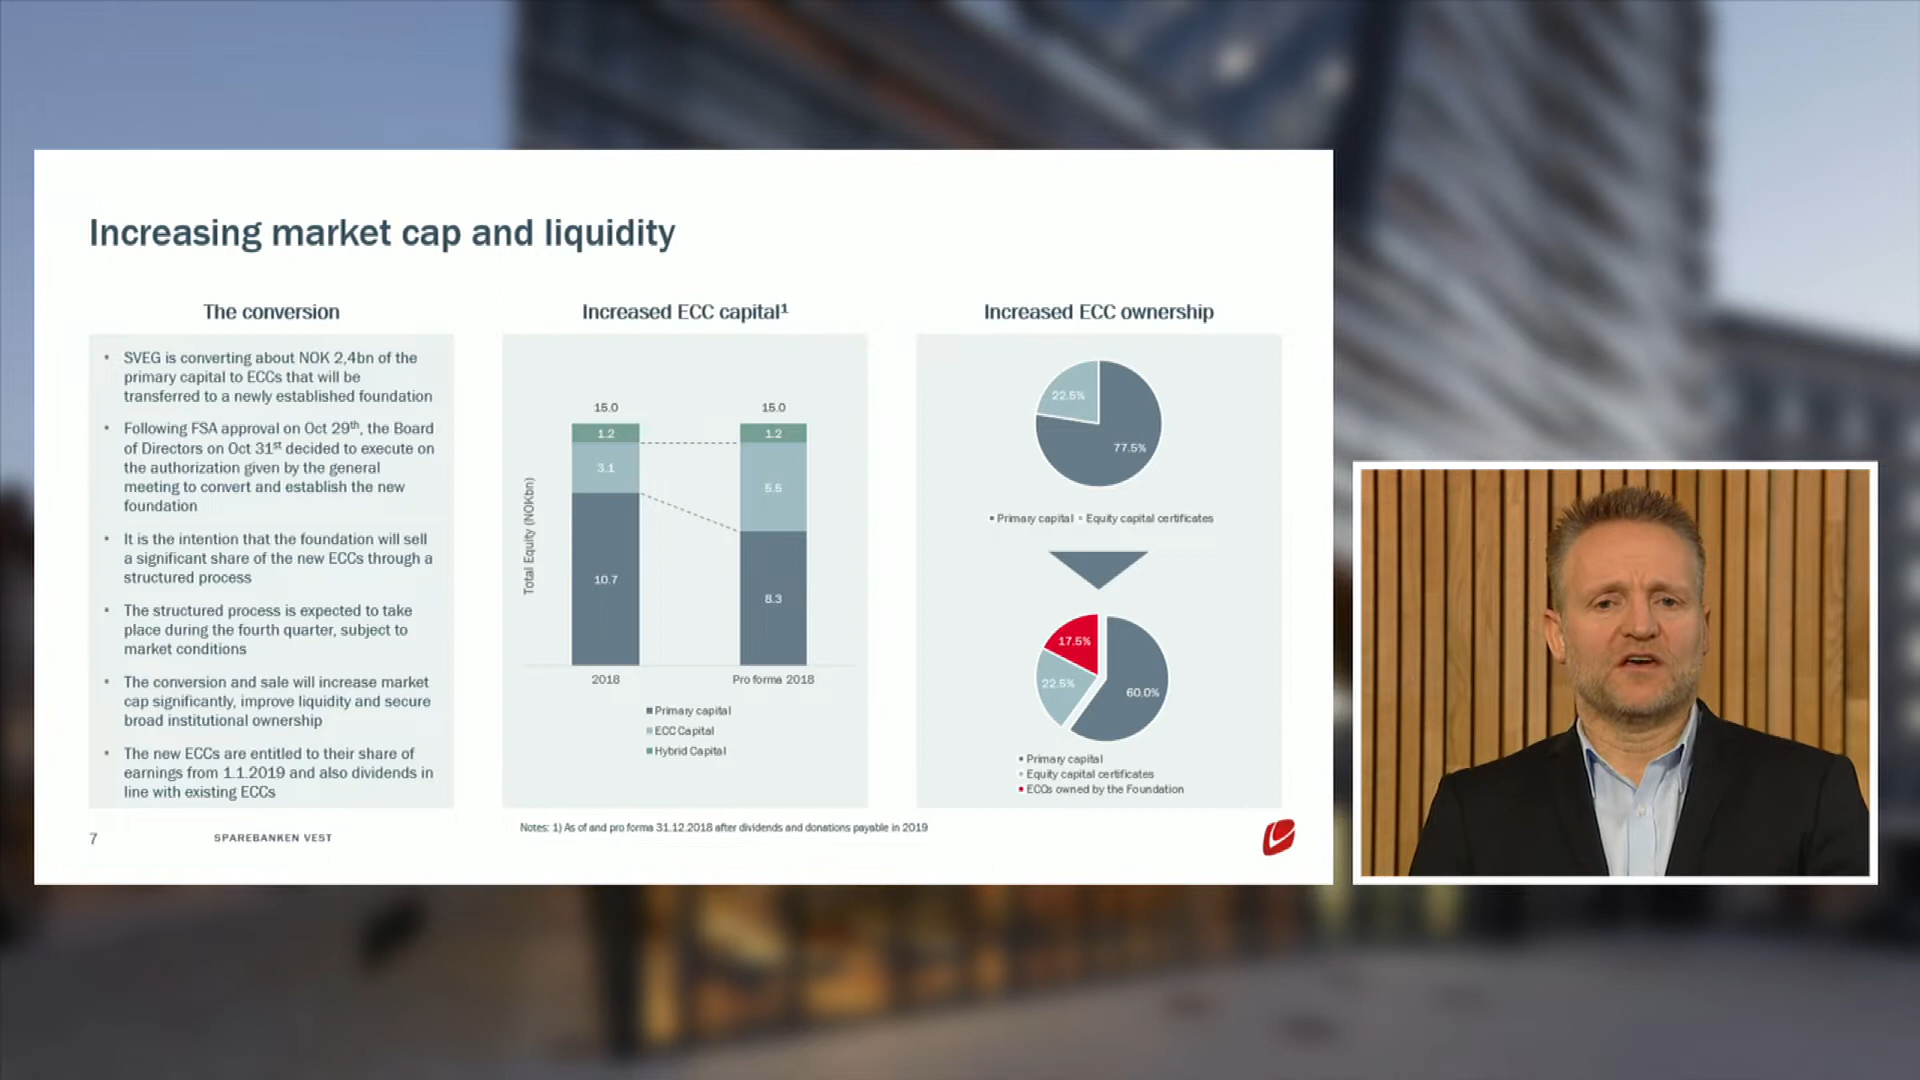 Increasing market cap and liquidity
The conversion
• SVEG is converting about NOK 2,4bn of the
primary capital to ECCs that will be
transferred to a newly established foundation
• Following FSA approval on Oct 29th, the Board
of Directors on Oct 31st decided to execute on
the authorization given by the general
meeting to convert and establish the new
foundation
• It is the intention that the foundation will sell
a significant share of the new ECCs through a
structured process
• The structured process is expected to take
place during the fourth quarter, subject to
market conditions
• The conversion and sale will increase market
cap significantly, improve liquidity and secure
broad institutional ownership
• The new ECCs are entitled to their share of
earnings from 1.1.2019 and also dividends in
line with existing ECCs
Increased ECC capital¹
Total Equity (NOKbn)
15.0 15.0
1.2 1.2
3.1 5.5
10.7 8.3
2018 Pro forma 2018
Primary capital
ECC Capital
Hybrid Capital
Increased ECC ownership
22.5%
77.5%
Primary capital Equity capital certificates
17.5%
22.5%
60.0%
Primary capital
Equity capital certificates
ECCs owned by the Foundation
Notes: 1) As of and pro forma 31.12.2018 after dividends and donations payable in 2019
7 SPAREBANKEN VEST